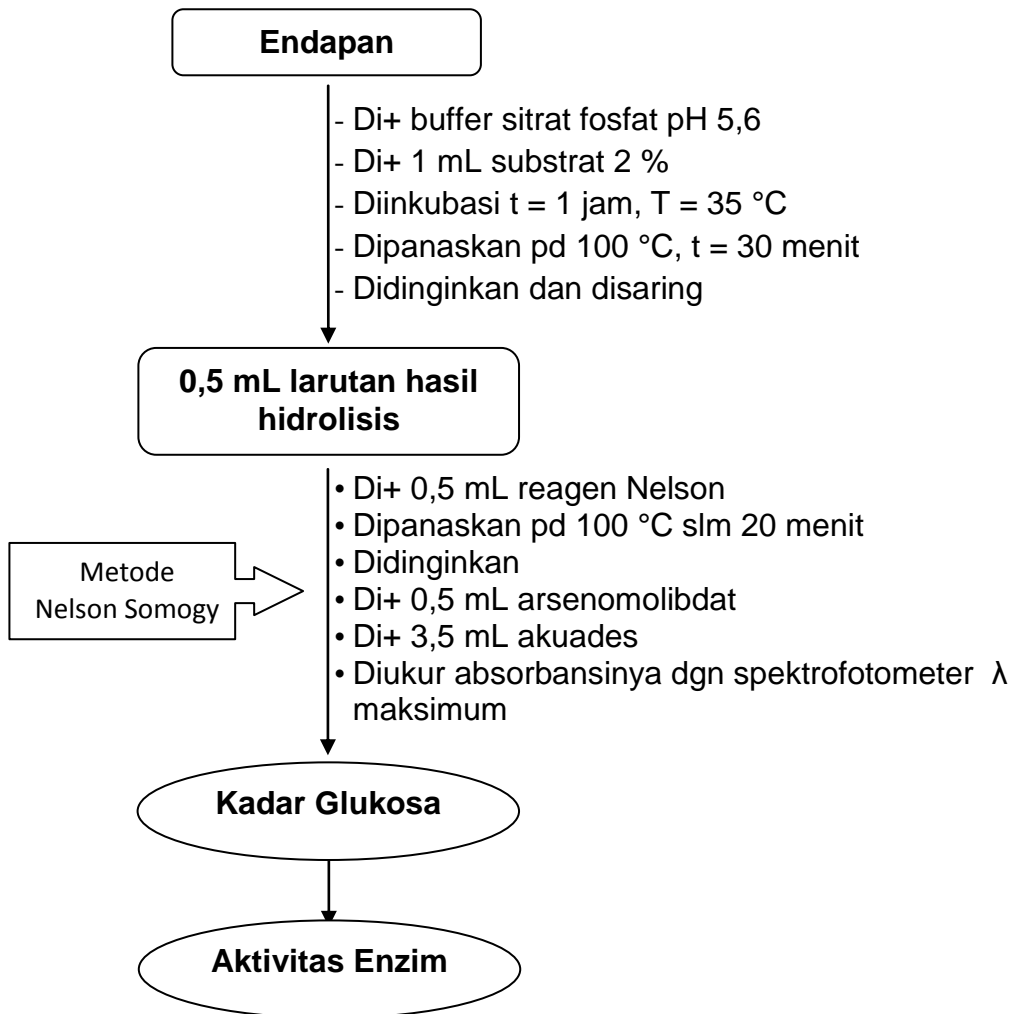 Endapan
- Di+ buffer sitrat fosfat pH 5,6
- Di+ 1 mL substrat 2 %
- Diinkubasi t = 1 jam, T = 35 °C
- Dipanaskan pd 100 °C, t = 30 menit
- Didinginkan dan disaring
0,5 mL larutan hasil
hidrolisis
• Di+ 0,5 mL reagen Nelson
• Dipanaskan pd 100 °C slm 20 menit
• Didinginkan
• Di+ 0,5 mL arsenomolibdat
• Di+ 3,5 mL akuades
• Diukur absorbansinya dgn spektrofotometer λ
maksimum
Metode
Nelson Somogy
Kadar Glukosa
Aktivitas Enzim